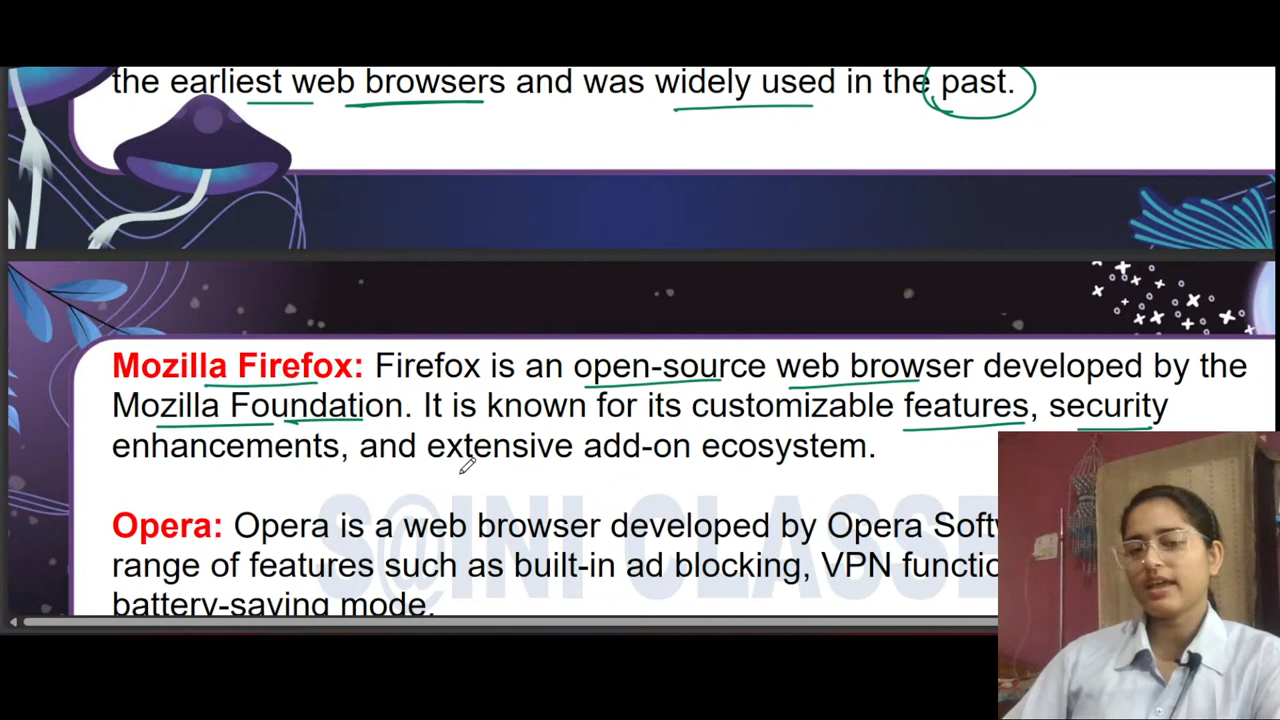 the earliest web browsers and was widely used in the past.
Mozilla Firefox: Firefox is an open-source web browser developed by the
Mozilla Foundation. It is known for its customizable features, security
enhancements, and extensive add-on ecosystem.
S@INI CLASSE
Opera: Opera is a web browser developed by Opera
range of features such as built-in ad blocking, VPN
battery-saving mode.